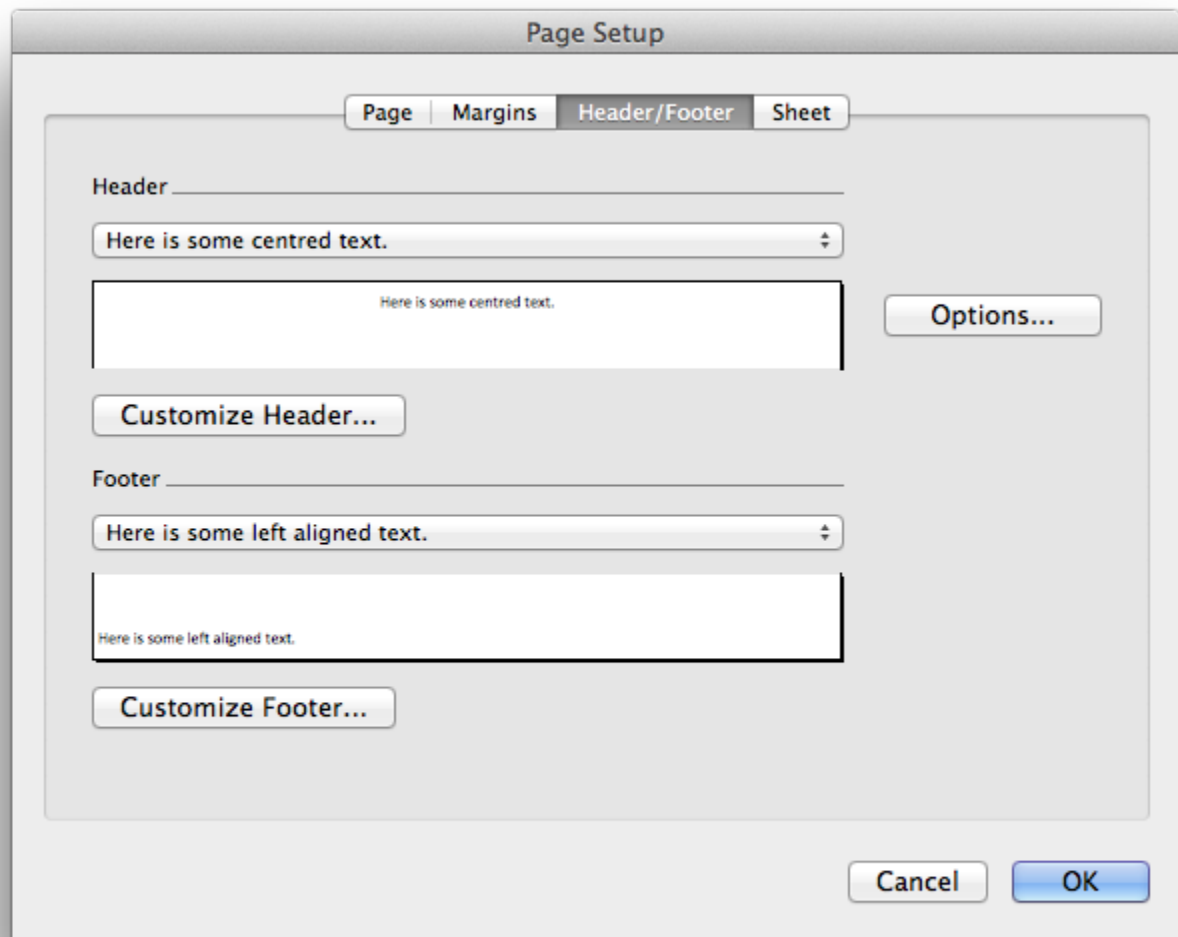 Page Setup
Page Margins Header/Footer Sheet
Header
Here is some centred text.
Here is some centred text.
Options...
Customize Header...
Footer
Here is some left aligned text.
Here is some left aligned text.
Customize Footer...
Cancel OK